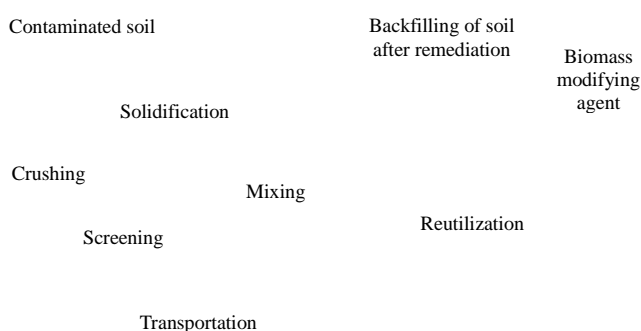 Contaminated soil
Backfilling of soil
after remediation
Biomass
modifying
agent
Solidification
Crushing
Mixing
Reutilization
Screening
Transportation